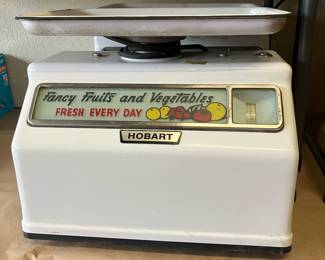 Fancy Fruits and Vegetables
FRESH EVERY DAY
HOBART